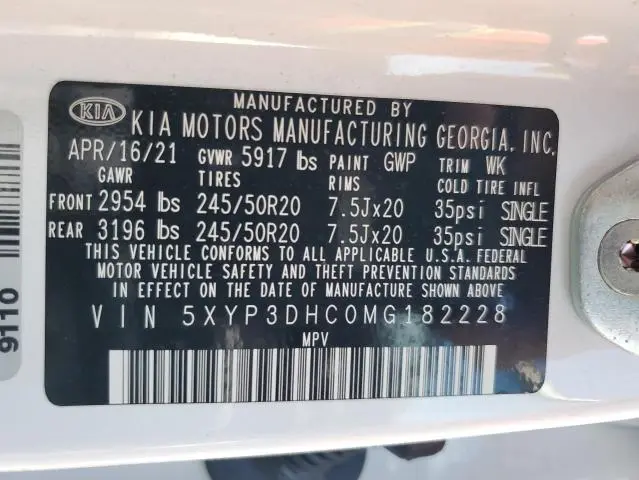 MANUFACTURED BY
KIA KIA MOTORS MANUFACTURING GEORGIA, INC.
APR/16/21 GVWR 5917 lbs PAINT GWP TRIM WK
GAWR TIRES RIMS COLD TIRE INFL
FRONT 2954 lbs 245/50R20 7.5Jx20 35psi SINGLE
REAR 3196 lbs 245/50R20 7.5Jx20 35psi SINGLE
THIS VEHICLE CONFORMS TO ALL APPLICABLE U.S.A. FEDERAL
MOTOR VEHICLE SAFETY AND THEFT PREVENTION STANDARDS
IN EFFECT ON THE DATE OF MANUFACTURE SHOWN ABOVE
VIN 5XYP3DHC0MG182228
MPV
9110